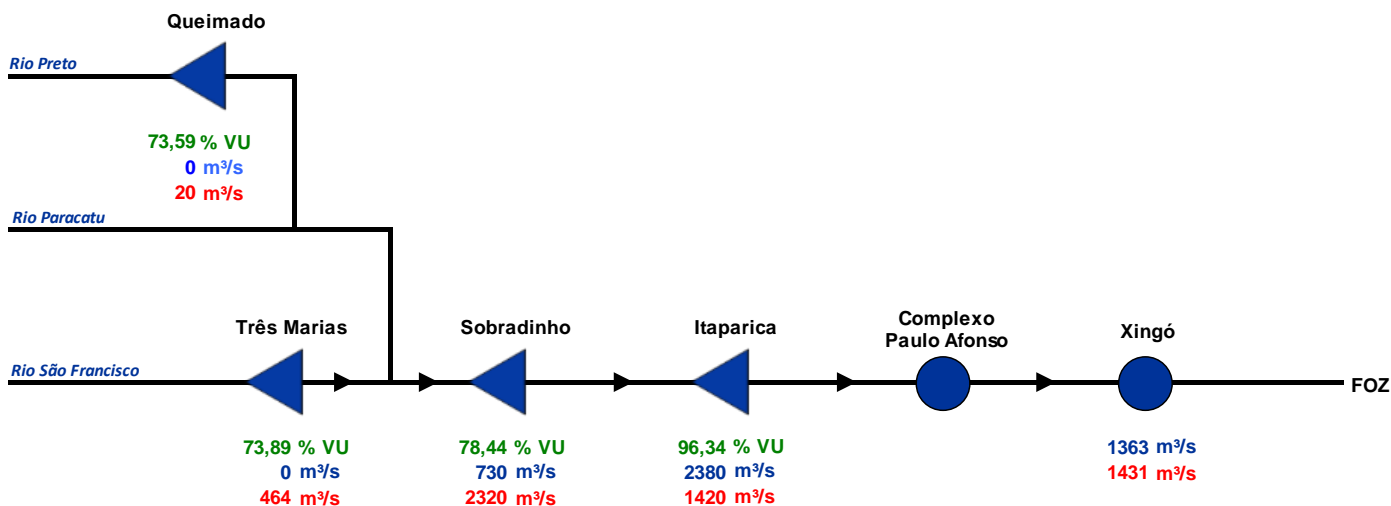 Queimado
Rio Preto
73,59 % VU
0 m³/s
20 m³/s
Rio Paracatu
Três Marias
Sobradinho
Itaparica
Complexo
Paulo Afonso
Xingó
Rio São Francisco
FOZ
73,89 % VU
0 m³/s
464 m³/s
78,44 % VU
730 m³/s
2320 m³/s
96,34 % VU
2380 m³/s
1420 m³/s
1363 m³/s
1431 m³/s